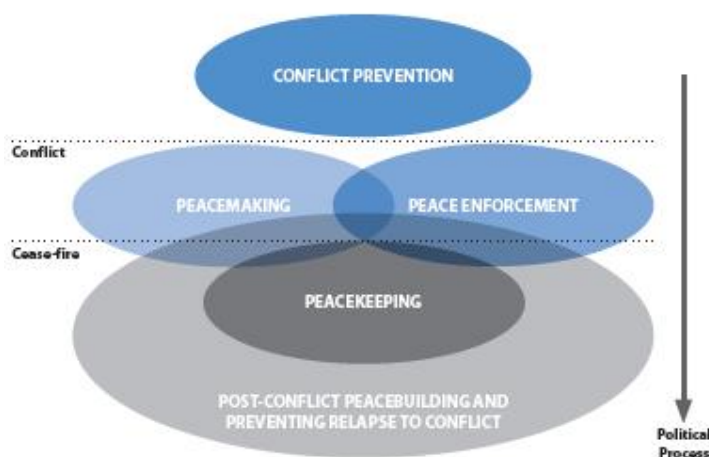 CONFLICT PREVENTION
Conflict
PEACEMAKING
PEACE ENFORCEMENT
Cease-fire
PEACEKEEPING
POST-CONFLICT PEACEBUILDING AND
PREVENTING RELAPSE TO CONFLICT
Political
Process